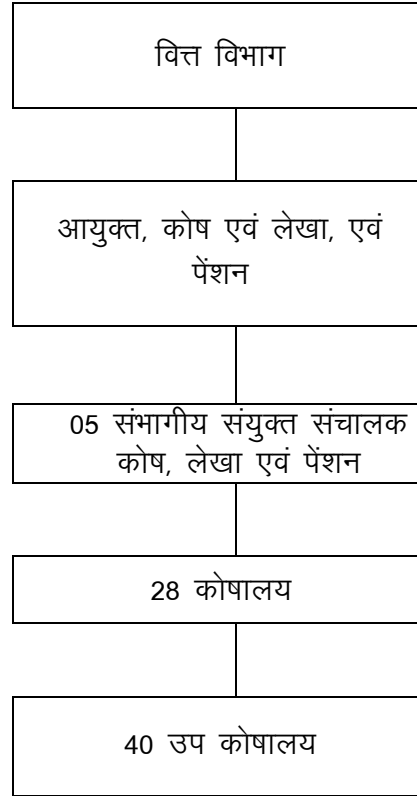 वित्त विभाग
आयुक्त, कोष एवं लेखा, एवं
पेंशन
05 संभागीय संयुक्त संचालक
कोष, लेखा एवं पेंशन
28 कोषालय
40 उप कोषालय